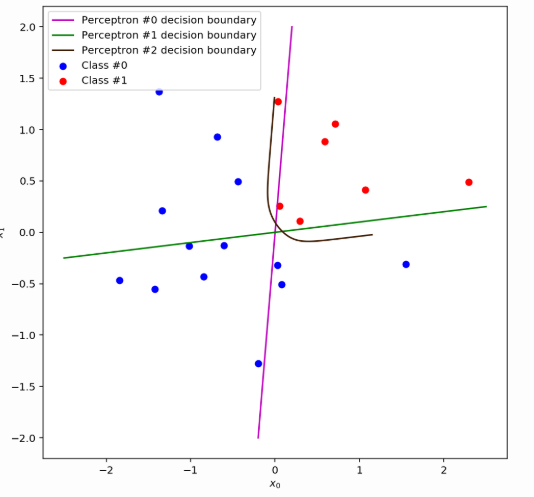 Perceptron #0 decision boundary
Perceptron #1 decision boundary
Perceptron #2 decision boundary
Class #0
Class #1
2.0
1.5
1.0
0.5
0.0
−0.5
−1.0
−1.5
−2.0
x₁
−2
−1
0
1
2
x₀